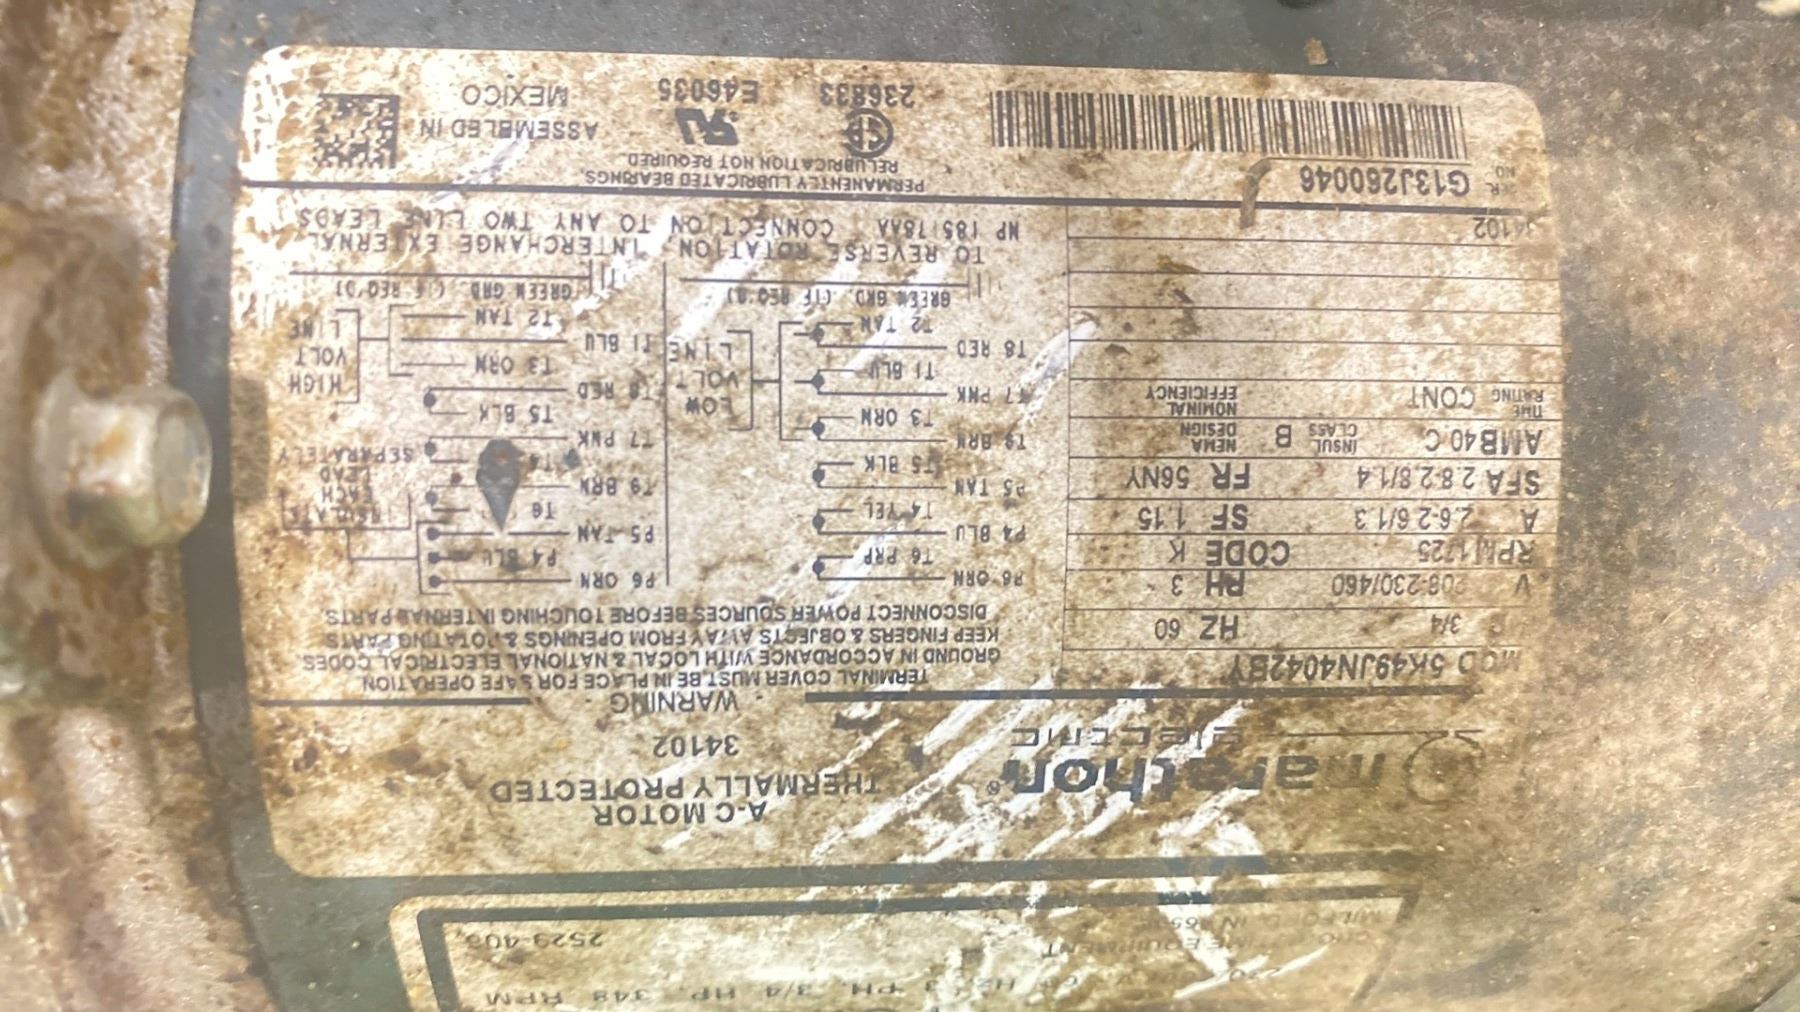 marathon®
Electric
A-C MOTOR
THERMALLY PROTECTED
34102
MOD 5K49JN4042BY
3/4 HZ 60
V 208-230/460 PH 3
RPM 1725 CODE K
A 2.6-2.6/1.3 SF 1.15
SFA 2.8-2.8/1.4 FR 56NY
AMB 40 C INSUL CLASS B NEMA DESIGN
TIME RATING CONT NOMINAL EFFICIENCY
34102
SER. NO. G13J260046
WARNING
TERMINAL COVER MUST BE IN PLACE FOR SAFE OPERATION
GROUND IN ACCORDANCE WITH LOCAL & NATIONAL ELECTRICAL CODES
KEEP FINGERS & OBJECTS AWAY FROM OPENINGS & ROTATING PARTS
DISCONNECT POWER SOURCES BEFORE TOUCHING INTERNAL PARTS.
P6 ORN
T6 PRP
P4 BLU
T4 YEL
P5 TAN
T5 BLK
T9 BRN
T3 ORN
T7 PNK
T1 BLU
T8 RED
T2 TAN
LOW
VOLT
LINE
GREEN GRD. (IF REQ'D)
P6 ORN
P4 BLU
P5 TAN
T6
T9 BRN
T4
T7 PNK
T5 BLK
T8 RED
T3 ORN
T1 BLU
T2 TAN
INSULATE
EACH
LEAD
SEPARATELY
HIGH
VOLT
LINE
GREEN GRD. (IF REQ'D)
TO REVERSE ROTATION, INTERCHANGE EXTERNAL
NP 18518AA CONNECTION TO ANY TWO LINE LEADS
PERMANENTLY LUBRICATED BEARINGS.
RELUBRICATION NOT REQUIRED
236833
E46035
ASSEMBLED IN
MEXICO
3 PH. 3/4 HP. 348 RPM
EQUIPMENT 2529-406